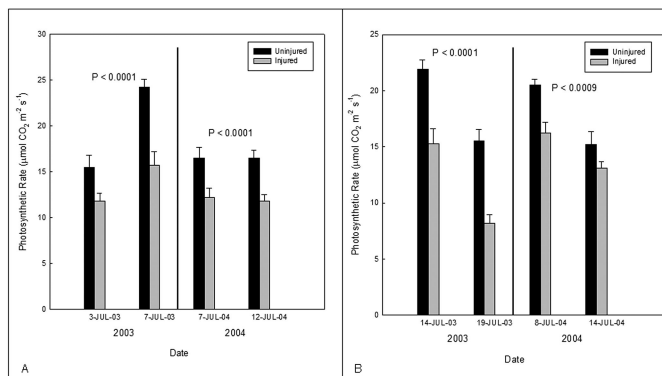 30
25
20
15
10
5
0
Photosynthetic Rate (µmol CO₂ m⁻² s⁻¹)
Uninjured
Injured
P < 0.0001
P < 0.0001
3-JUL-03
7-JUL-03
7-JUL-04
12-JUL-04
2003
2004
Date
A
25
20
15
10
5
0
Photosynthetic Rate (µmol CO₂ m⁻² s⁻¹)
Uninjured
Injured
P < 0.0001
P < 0.0009
14-JUL-03
19-JUL-03
8-JUL-04
14-JUL-04
2003
2004
Date
B